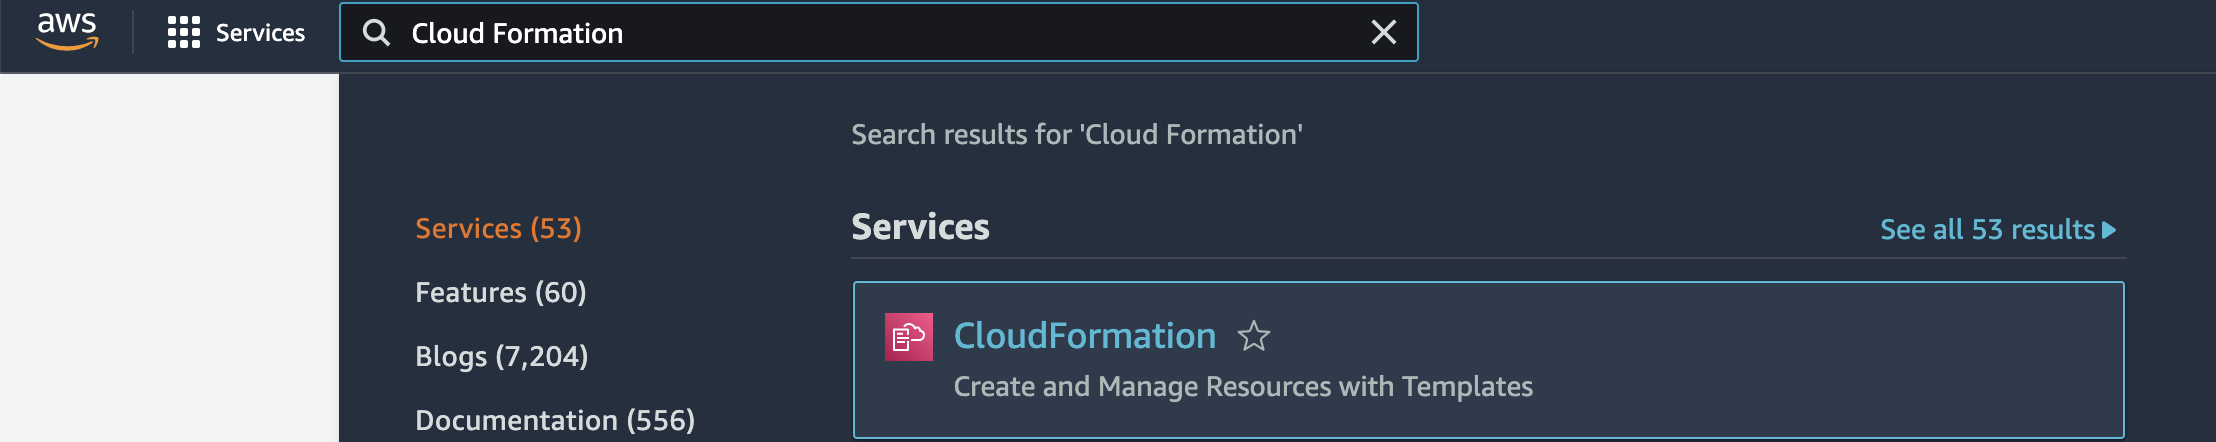 aws
Services
Cloud Formation
Search results for 'Cloud Formation'
Services (53)
Features (60)
Blogs (7,204)
Documentation (556)
Services
See all 53 results
CloudFormation
Create and Manage Resources with Templates